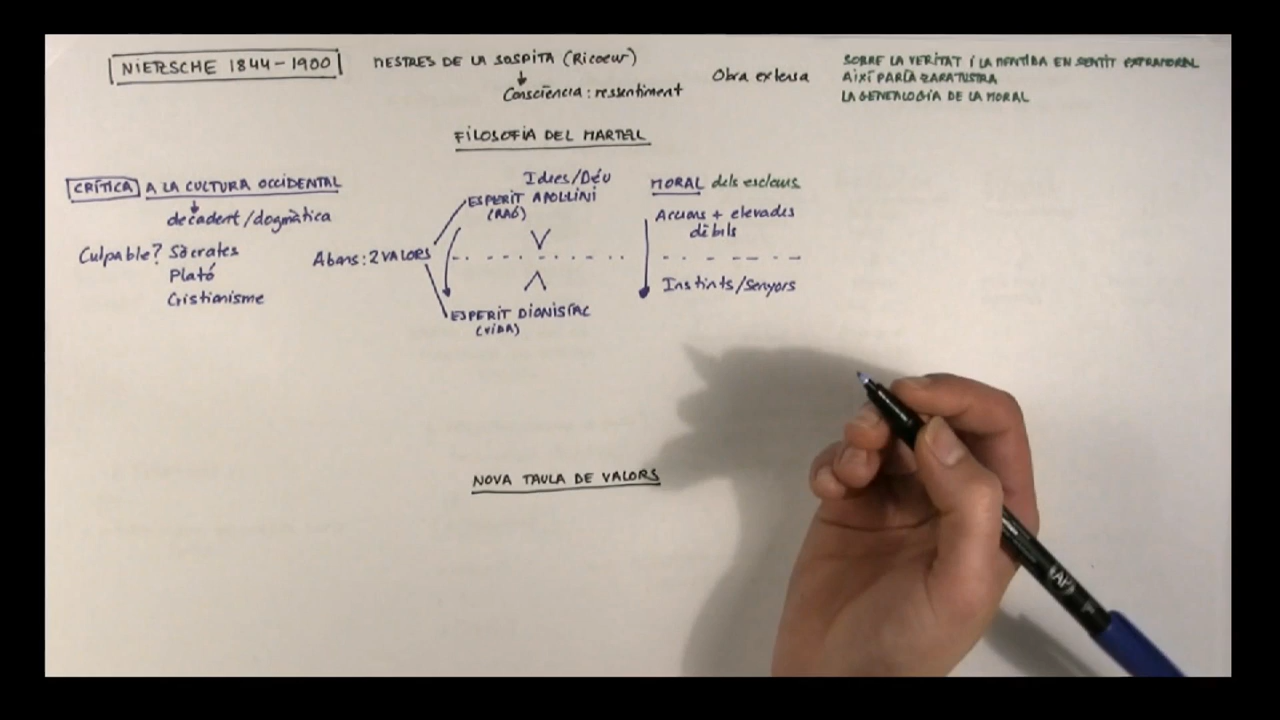 NIETZSCHE 1844-1900
MESTRES DE LA SOSPITA (Ricoeur)
Consciència: ressentiment
Obra extensa
SOBRE LA VERITAT I LA MENTIDA EN SENTIT EXTRAMORAL
AIXÍ PARLÀ ZARATUSTRA
LA GENEALOGIA DE LA MORAL
FILOSOFIA DEL MARTELL
CRÍTICA A LA CULTURA OCCIDENTAL
decadent/dogmàtica
Culpable? Sòcrates
Plató
Cristianisme
Abans: 2 VALORS
Idees/Déu
ESPERIT APOL·LINI
(RAÓ)
ESPERIT DIONISÍAC
(VIDA)
MORAL dels esclaus
Accions + elevades
dèbils
Instints/Senyors
NOVA TAULA DE VALORS